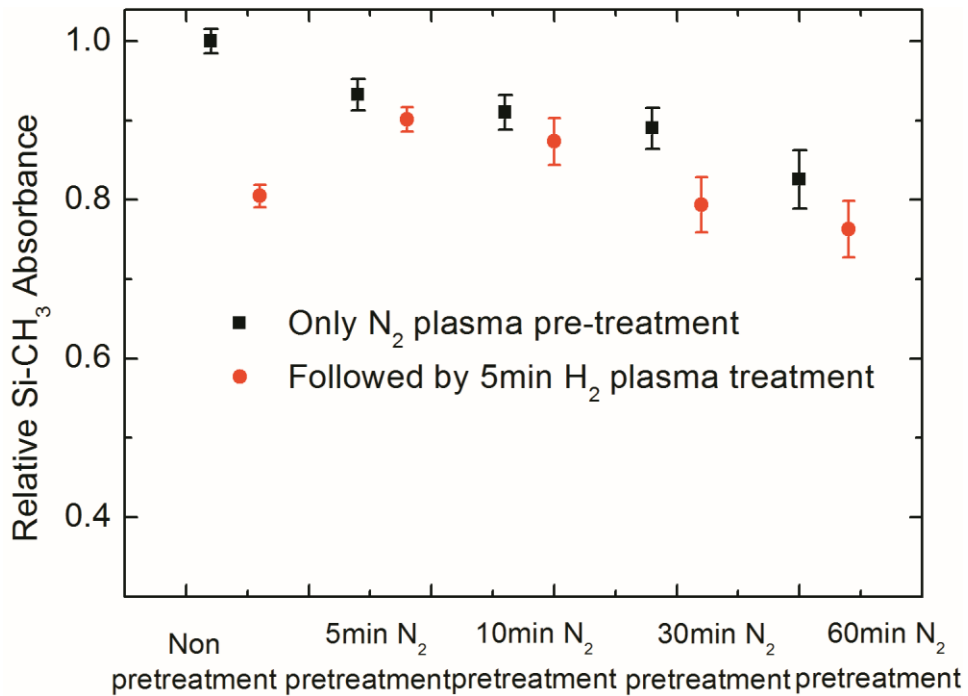 Relative Si-CH₃ Absorbance
1.0
0.8
0.6
0.4
Only N₂ plasma pre-treatment
Followed by 5min H₂ plasma treatment
Non
pretreatment
5min N₂
pretreatment
10min N₂
pretreatment
30min N₂
pretreatment
60min N₂
pretreatment